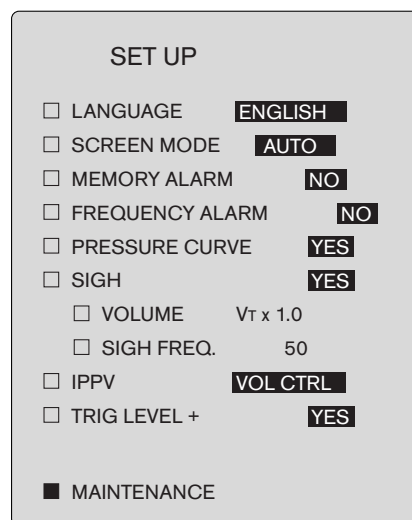 SET UP
LANGUAGE ENGLISH
SCREEN MODE AUTO
MEMORY ALARM NO
FREQUENCY ALARM NO
PRESSURE CURVE YES
SIGH YES
VOLUME VT x 1.0
SIGH FREQ. 50
IPPV VOL CTRL
TRIG LEVEL + YES
MAINTENANCE